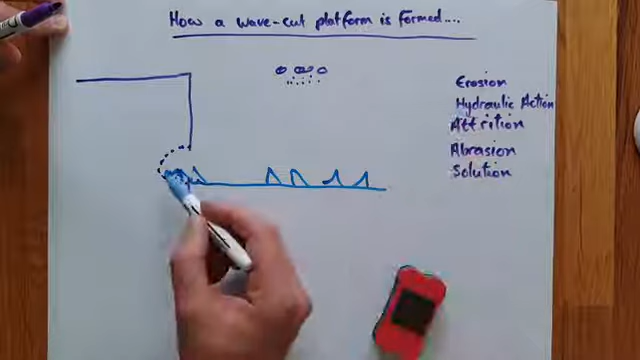 How a wave-cut platform is formed....
Erosion
Hydraulic Action
Attrition
Abrasion
Solution